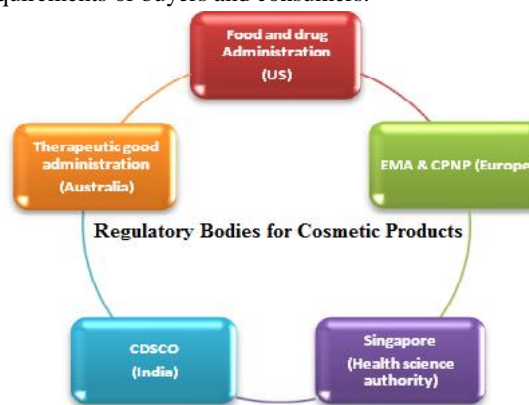 quirements of buyers and consumers.
Food and drug
Administration
(US)
Therapeutic good
administration
(Australia)
EMA & CPNP (Europe
Regulatory Bodies for Cosmetic Products
CDSCO
(India)
Singapore
(Health science
authority)